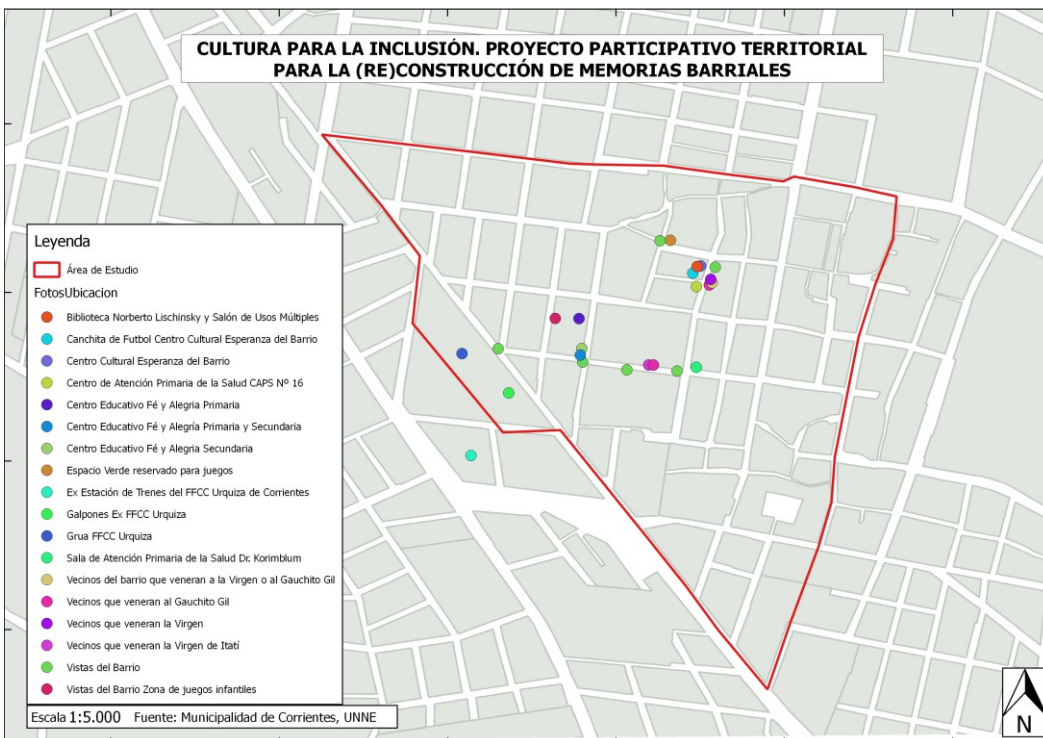 CULTURA PARA LA INCLUSIÓN. PROYECTO PARTICIPATIVO TERRITORIAL
PARA LA (RE)CONSTRUCCIÓN DE MEMORIAS BARRIALES
Leyenda
Área de Estudio
FotosUbicacion
Biblioteca Norberto Lischinsky y Salón de Usos Múltiples
Canchita de Futbol Centro Cultural Esperanza del Barrio
Centro Cultural Esperanza del Barrio
Centro de Atención Primaria de la Salud CAPS Nº 16
Centro Educativo Fé y Alegria Primaria
Centro Educativo Fé y Alegría Primaria y Secundaria
Centro Educativo Fé y Alegria Secundaria
Espacio Verde reservado para juegos
Ex Estación de Trenes del FFCC Urquiza de Corrientes
Galpones Ex FFCC Urquiza
Grua FFCC Urquiza
Sala de Atención Primaria de la Salud Dr. Korimblum
Vecinos del barrio que veneran a la Virgen o al Gauchito Gil
Vecinos que veneran al Gauchito Gil
Vecinos que veneran la Virgen
Vecinos que veneran la Virgen de Itatí
Vistas del Barrio
Vistas del Barrio Zona de juegos infantiles
Escala 1:5.000 Fuente: Municipalidad de Corrientes, UNNE
N